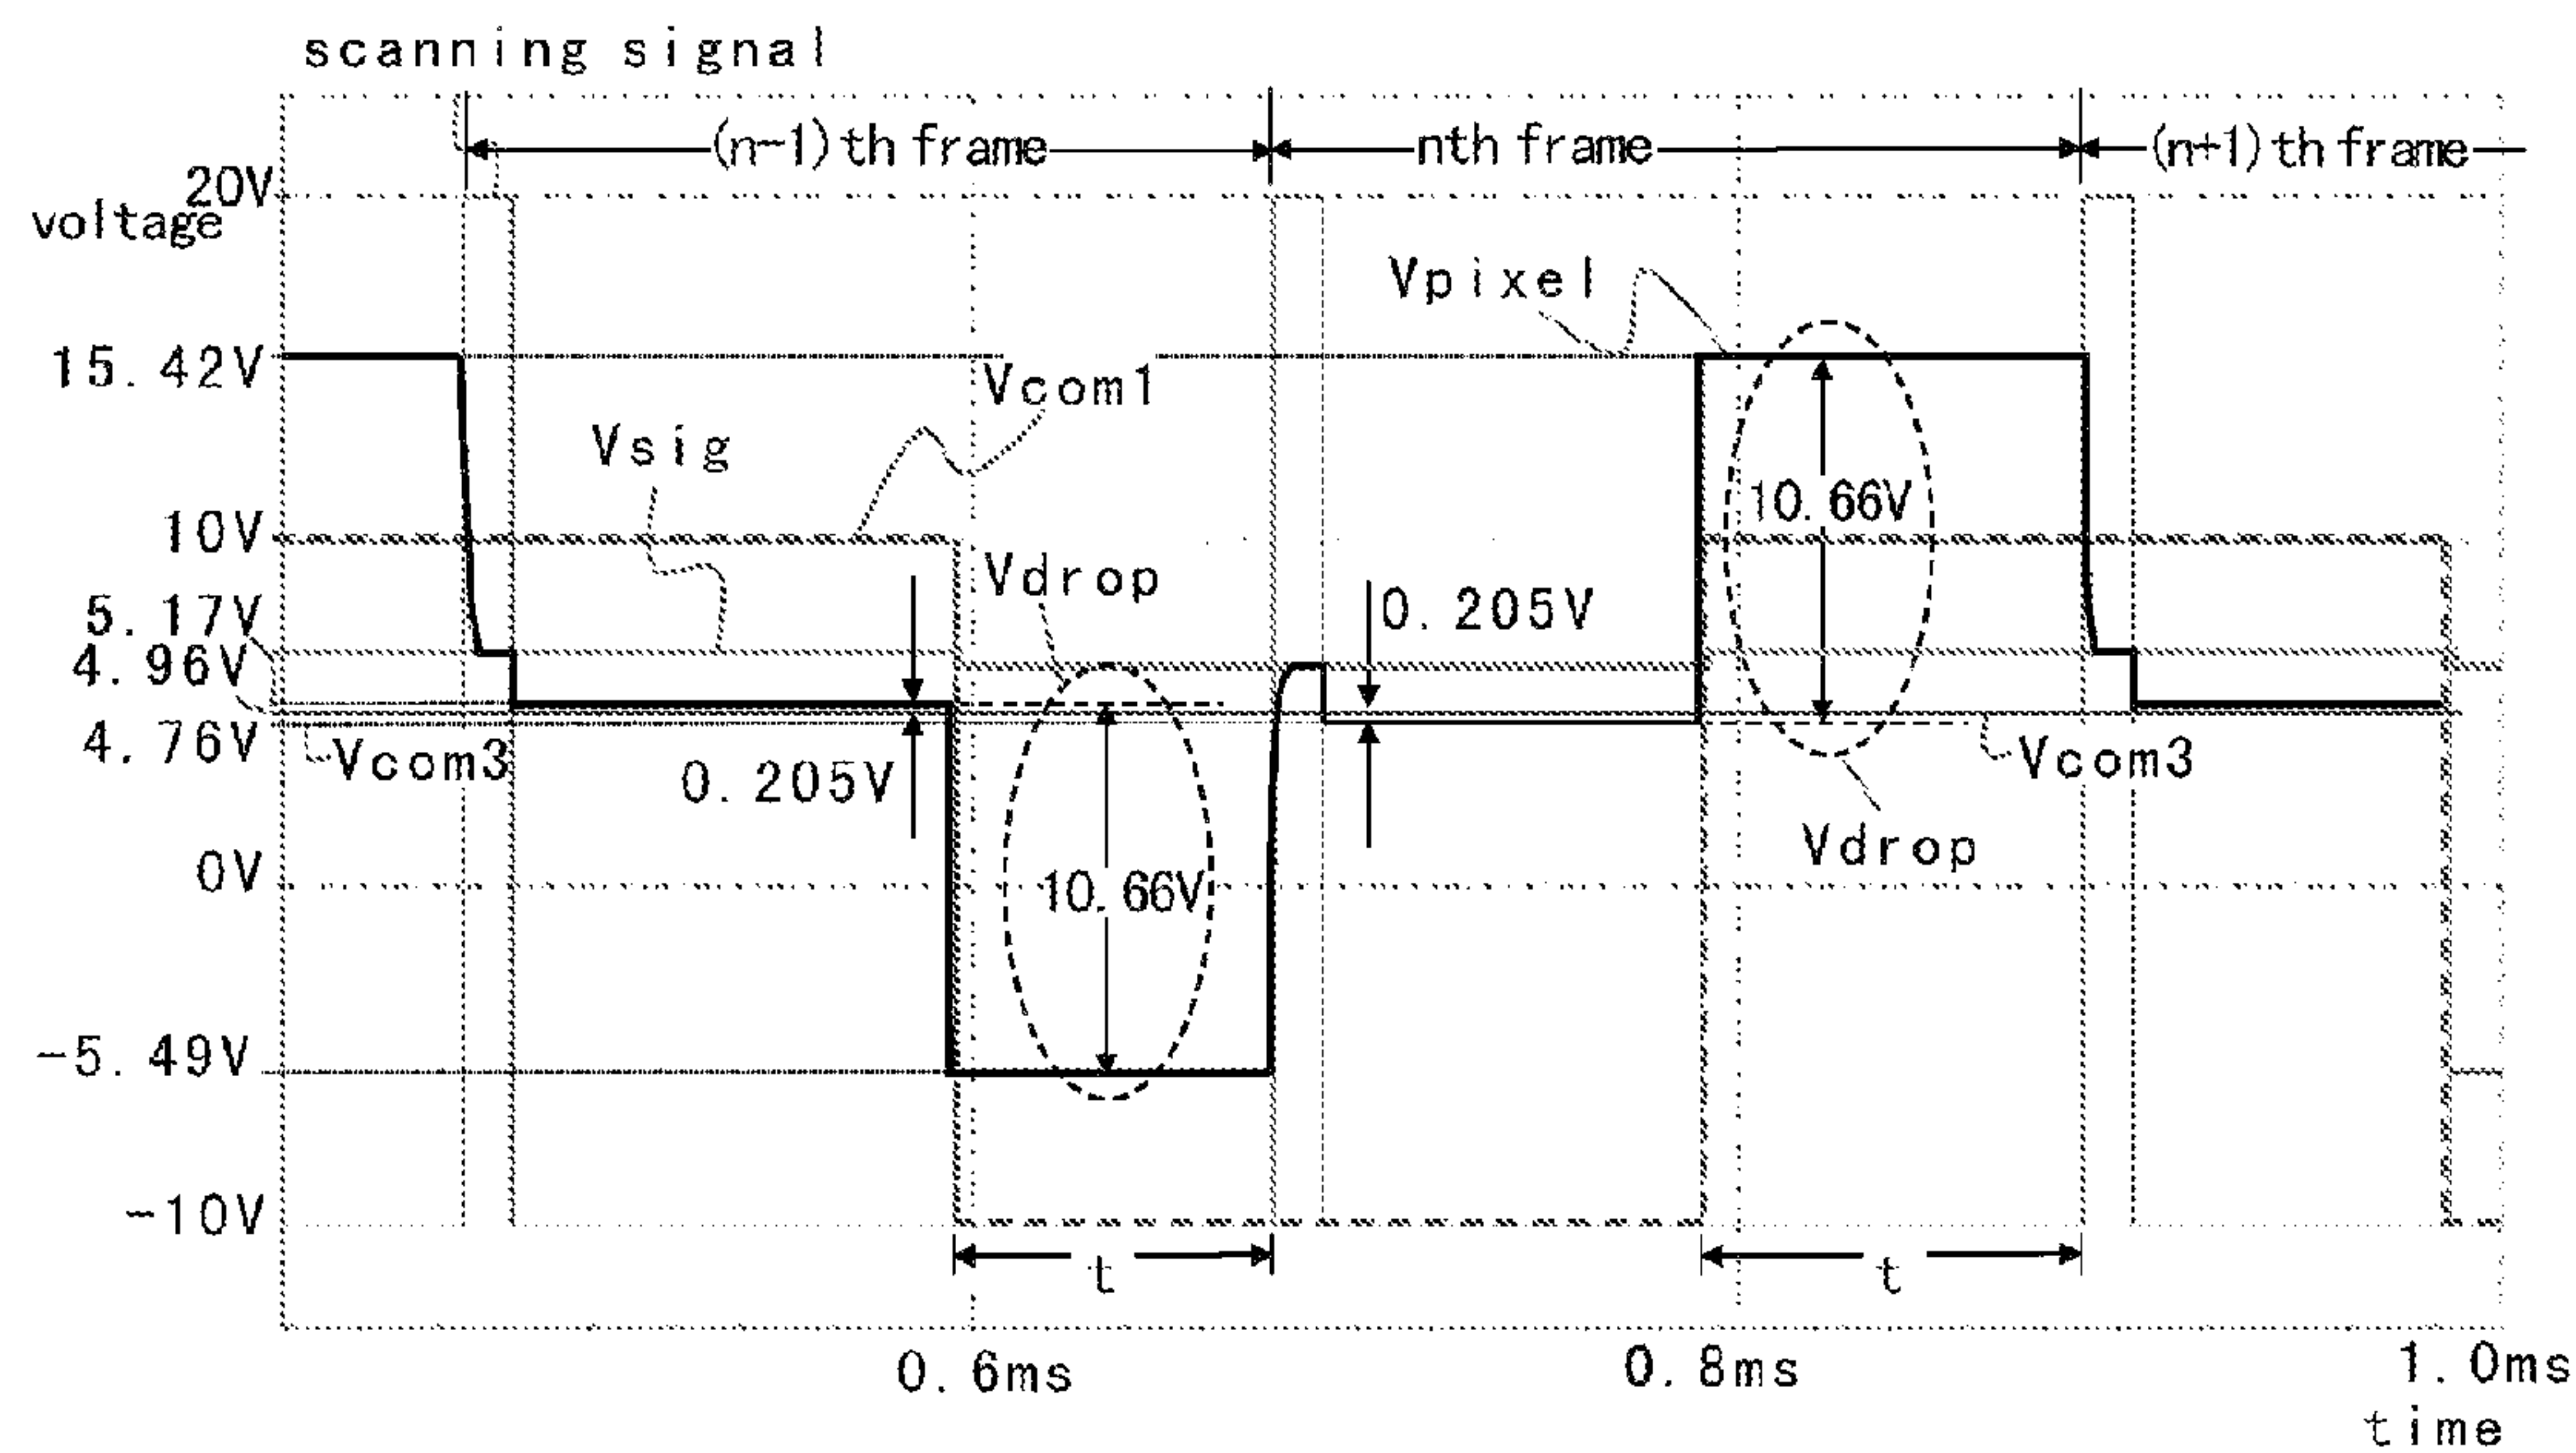 scanning signal
(n-1)th frame
nth frame
(n+1)th frame
20V
voltage
Vpixel
15.42V
Vcom1
Vsig
10V
10.66V
Vdrop
5.17V
0.205V
4.96V
4.76V
Vcom3
0.205V
Vcom3
Vdrop
0V
10.66V
-5.49V
-10V
t
t
0.6ms
0.8ms
1.0ms
time